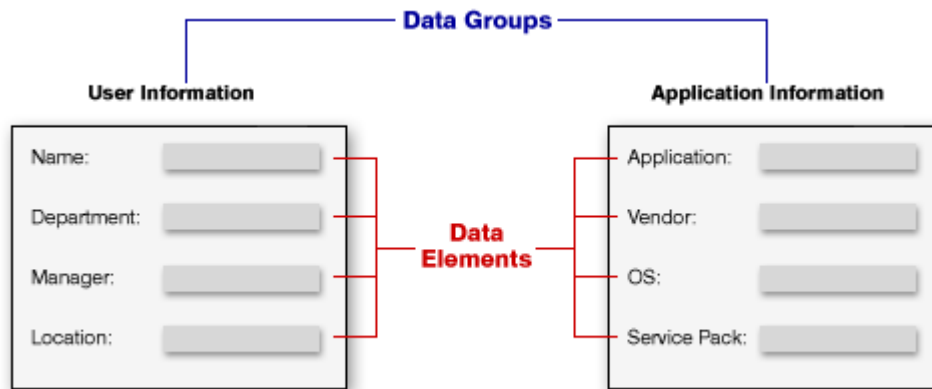 Data Groups
User Information
Application Information
Name:
Department:
Manager:
Location:
Data
Elements
Application:
Vendor:
OS:
Service Pack: